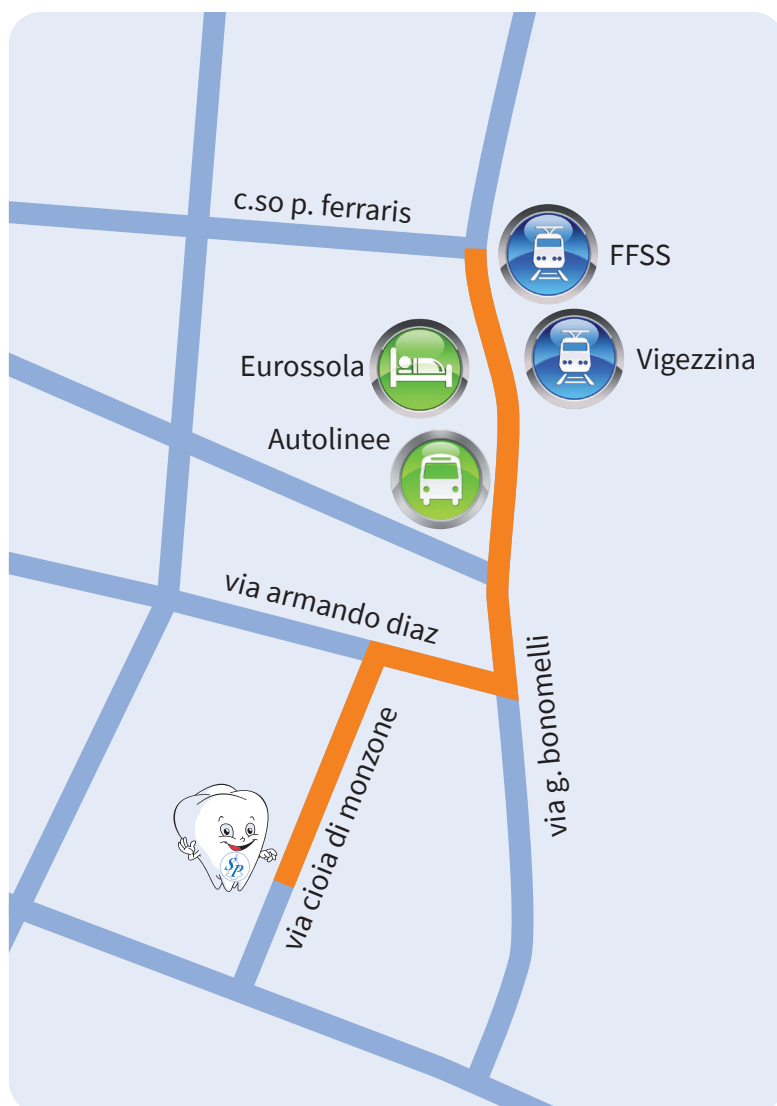 c.so p. ferraris
FFSS
Vigezzina
Eurossola
Autolinee
via armando diaz
via g. bonomelli
via cioia di monzone
SP